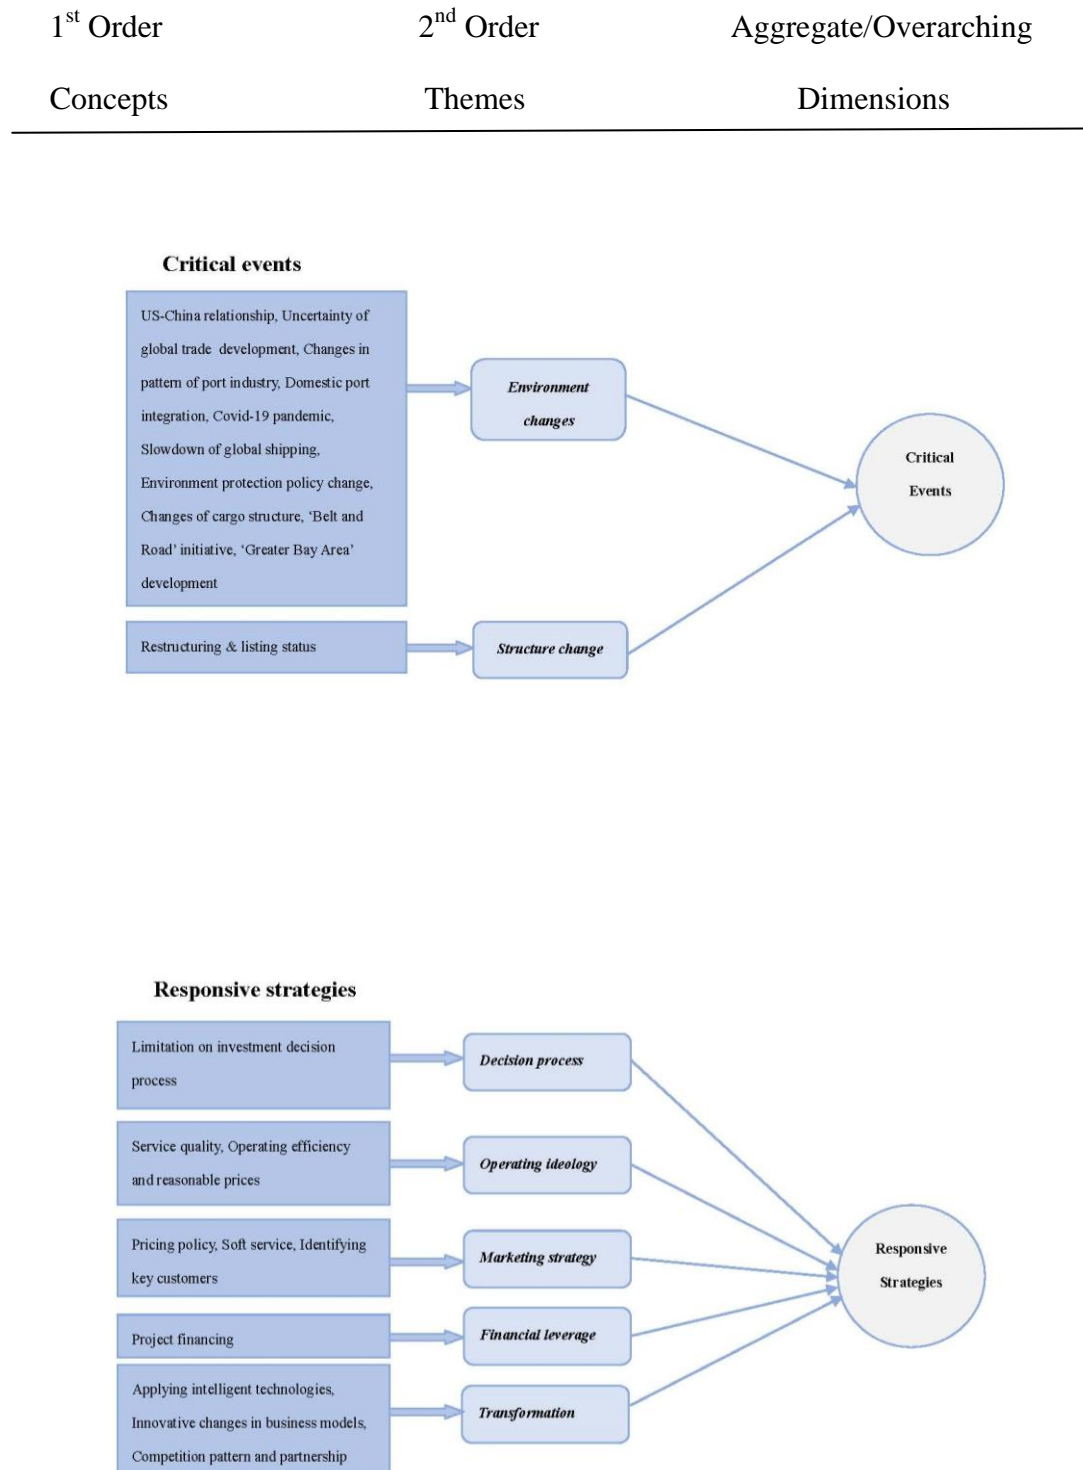 1st Order 2nd Order Aggregate/Overarching
Concepts Themes Dimensions
Critical events
US-China relationship, Uncertainty of
global trade development, Changes in
pattern of port industry, Domestic port
integration, Covid-19 pandemic,
Slowdown of global shipping,
Environment protection policy change,
Changes of cargo structure, ‘Belt and
Road’ initiative, ‘Greater Bay Area’
development
Environment
changes
Critical
Events
Restructuring & listing status
Structure change
Responsive strategies
Limitation on investment decision
process
Decision process
Service quality, Operating efficiency
and reasonable prices
Operating ideology
Pricing policy, Soft service, Identifying
key customers
Marketing strategy
Responsive
Strategies
Project financing
Financial leverage
Applying intelligent technologies,
Innovative changes in business models,
Competition pattern and partnership
Transformation